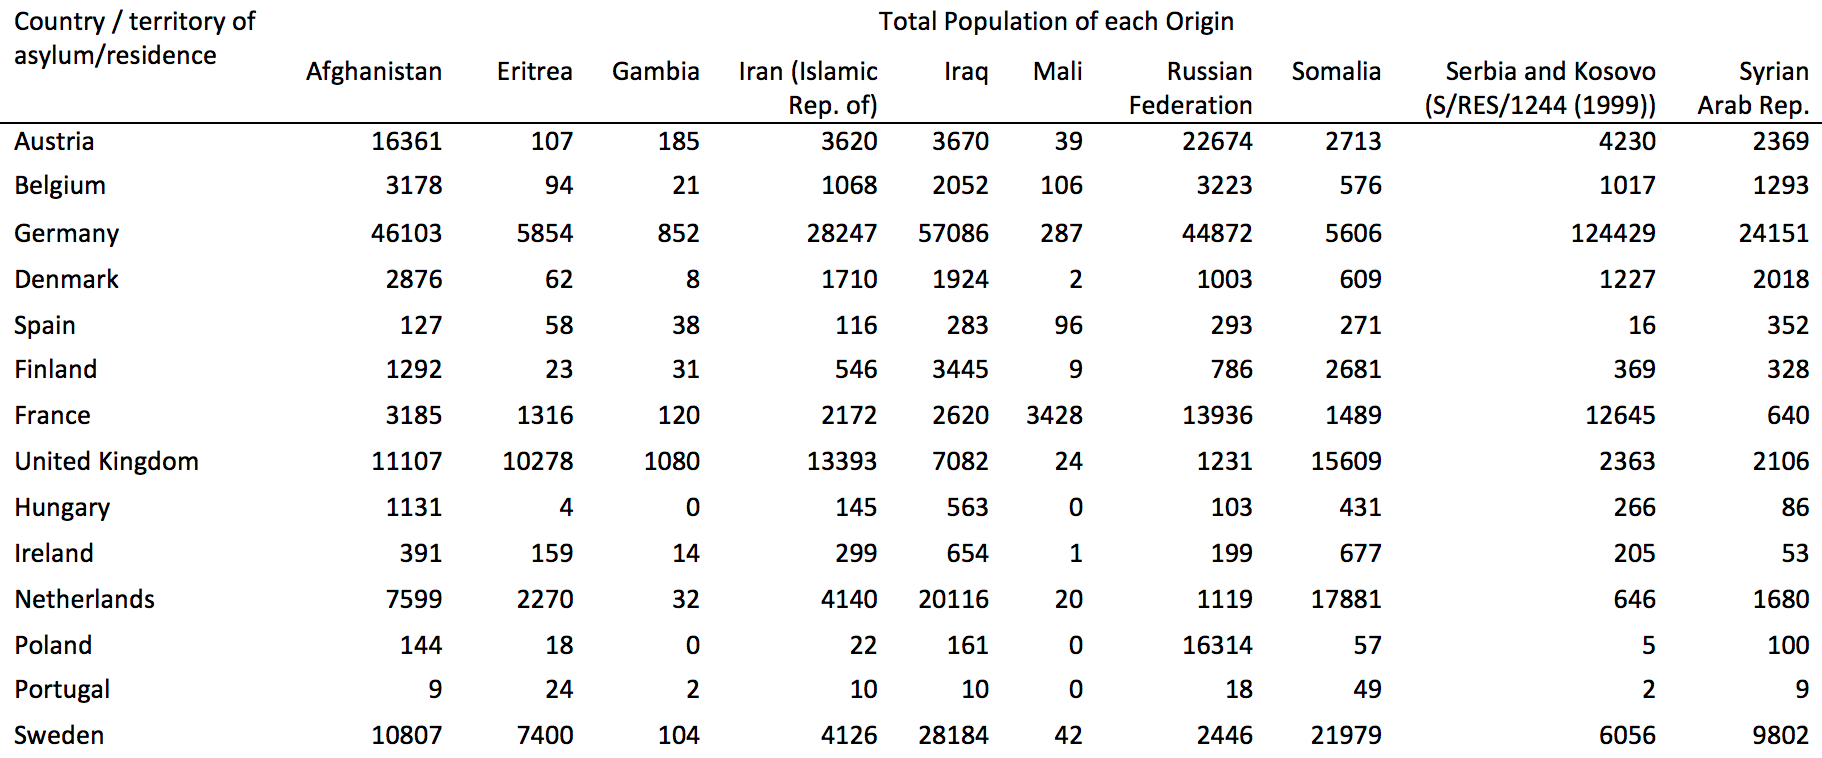 Country / territory of Total Population of each Origin
asylum/residence
Afghanistan Eritrea Gambia Iran (Islamic Iraq Mali Russian Somalia Serbia and Kosovo Syrian
Rep. of) Federation (S/RES/1244 (1999)) Arab Rep.
Austria 16361 107 185 3620 3670 39 22674 2713 4230 2369
Belgium 3178 94 21 1068 2052 106 3223 576 1017 1293
Germany 46103 5854 852 28247 57086 287 44872 5606 124429 24151
Denmark 2876 62 8 1710 1924 2 1003 609 1227 2018
Spain 127 58 38 116 283 96 293 271 16 352
Finland 1292 23 31 546 3445 9 786 2681 369 328
France 3185 1316 120 2172 2620 3428 13936 1489 12645 640
United Kingdom 11107 10278 1080 13393 7082 24 1231 15609 2363 2106
Hungary 1131 4 0 145 563 0 103 431 266 86
Ireland 391 159 14 299 654 1 199 677 205 53
Netherlands 7599 2270 32 4140 20116 20 1119 17881 646 1680
Poland 144 18 0 22 161 0 16314 57 5 100
Portugal 9 24 2 10 10 0 18 49 2 9
Sweden 10807 7400 104 4126 28184 42 2446 21979 6056 9802